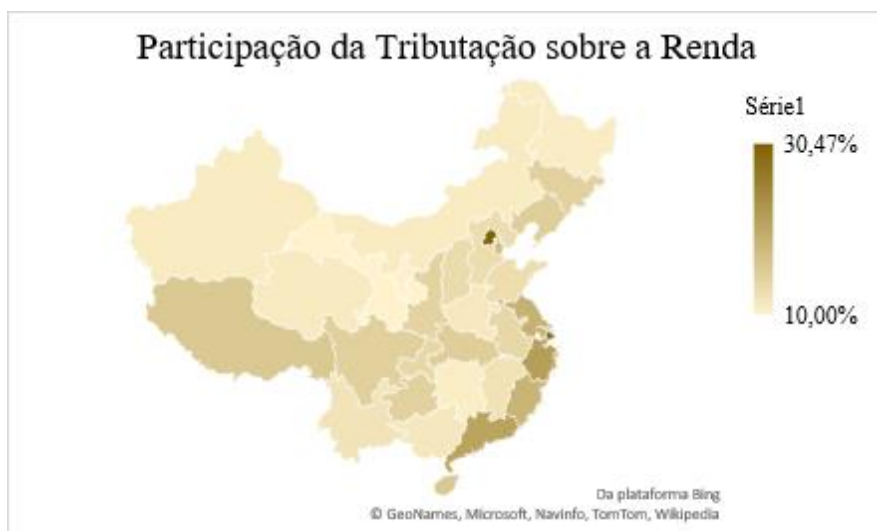 Participação da Tributação sobre a Renda
Série1
30,47%
10,00%
Da plataforma Bing
© GeoNames, Microsoft, Navinfo, TomTom, Wikipedia